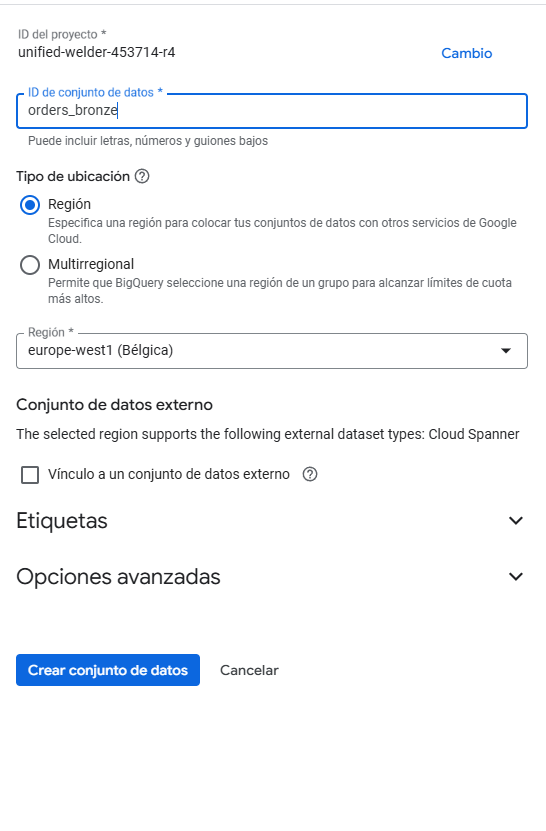 ID del proyecto *
unified-welder-453714-r4
Cambio
ID de conjunto de datos *
orders_bronze
Puede incluir letras, números y guiones bajos
Tipo de ubicación
Región
Especifica una región para colocar tus conjuntos de datos con otros servicios de Google
Cloud.
Multirregional
Permite que BigQuery seleccione una región de un grupo para alcanzar límites de cuota
más altos.
Región *
europe-west1 (Bélgica)
Conjunto de datos externo
The selected region supports the following external dataset types: Cloud Spanner
Vínculo a un conjunto de datos externo
Etiquetas
Opciones avanzadas
Crear conjunto de datos
Cancelar